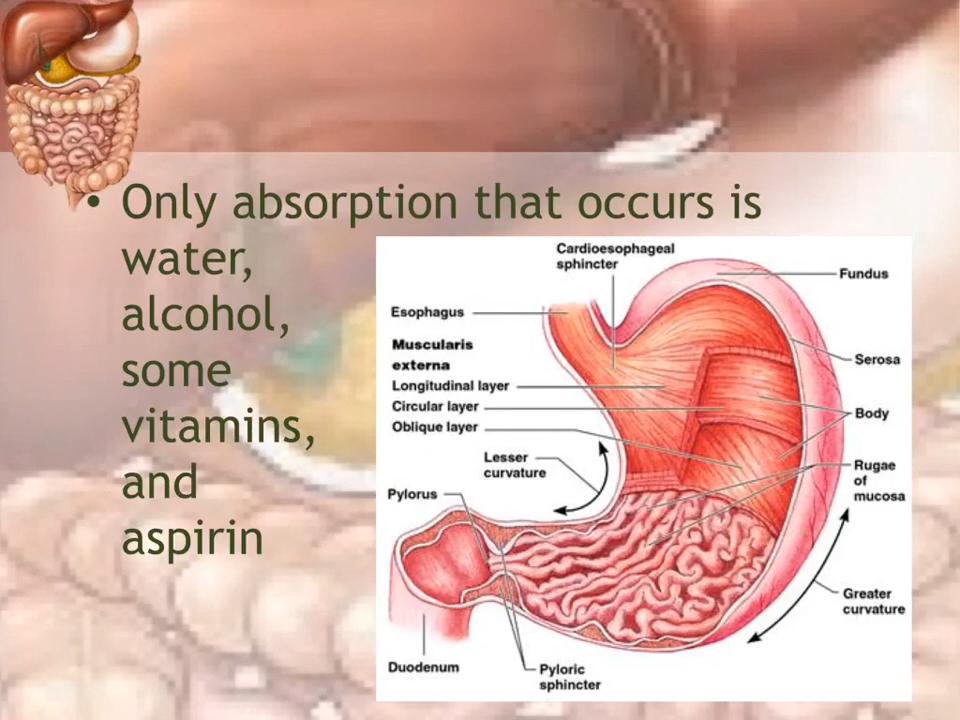 • Only absorption that occurs is
water,
alcohol,
some
vitamins,
and
aspirin
Cardioesophageal
sphincter
Fundus
Esophagus
Muscularis
externa
Serosa
Longitudinal layer
Circular layer
Body
Oblique layer
Lesser
curvature
Rugae
of
mucosa
Pylorus
Greater
curvature
Duodenum
Pyloric
sphincter